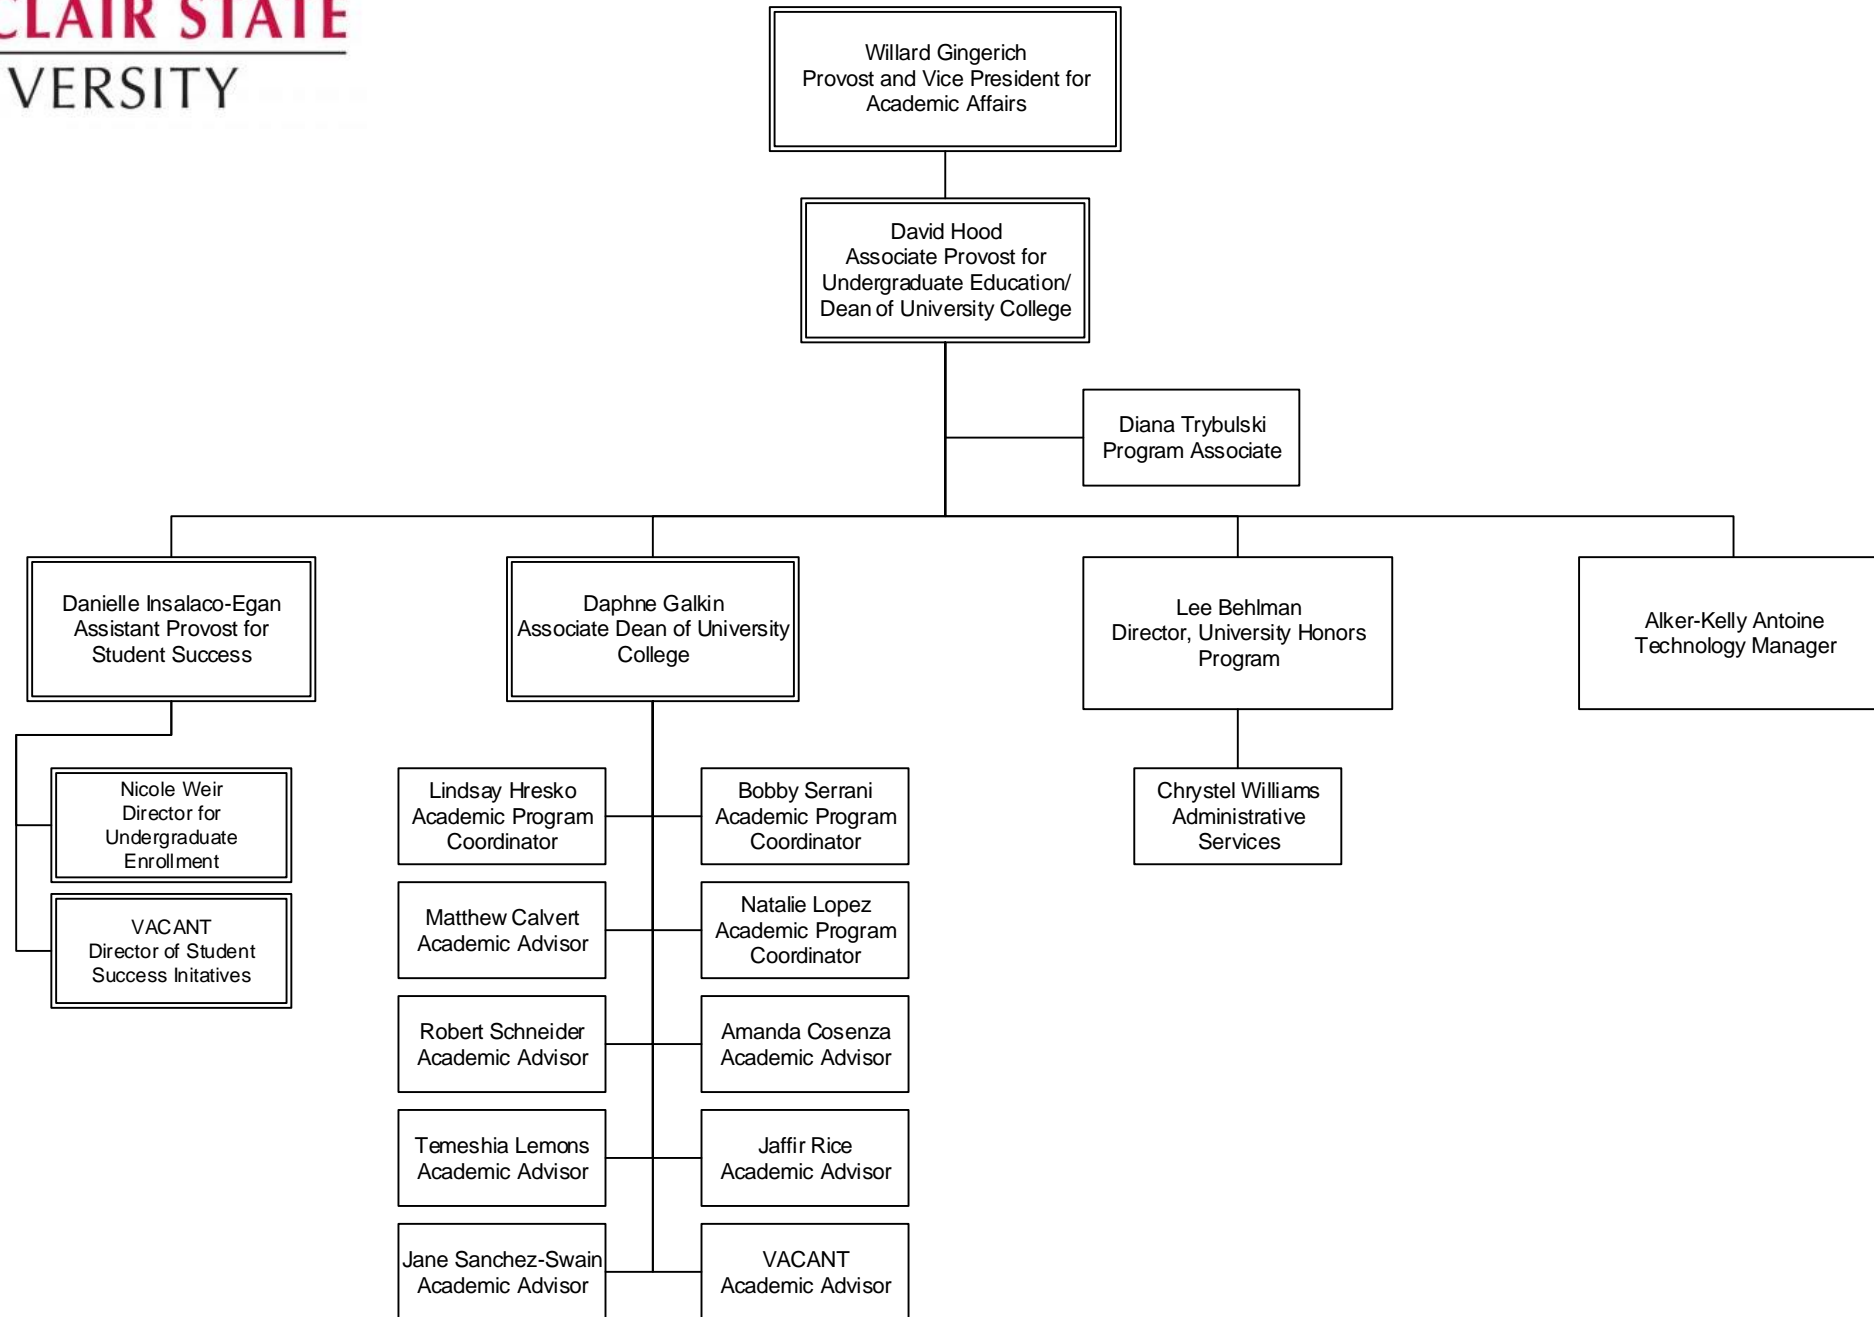 CLAIR STATE
VERSITY
Willard Gingerich
Provost and Vice President for
Academic Affairs
David Hood
Associate Provost for
Undergraduate Education/
Dean of University College
Diana Trybulski
Program Associate
Danielle Insalaco-Egan
Assistant Provost for
Student Success
Daphne Galkin
Associate Dean of University
College
Lee Behlman
Director, University Honors
Program
Alker-Kelly Antoine
Technology Manager
Nicole Weir
Director for
Undergraduate
Enrollment
VACANT
Director of Student
Success Initatives
Lindsay Hresko
Academic Program
Coordinator
Bobby Serrani
Academic Program
Coordinator
Chrystel Williams
Administrative
Services
Matthew Calvert
Academic Advisor
Natalie Lopez
Academic Program
Coordinator
Robert Schneider
Academic Advisor
Amanda Cosenza
Academic Advisor
Temeshia Lemons
Academic Advisor
Jaffir Rice
Academic Advisor
Jane Sanchez-Swain
Academic Advisor
VACANT
Academic Advisor